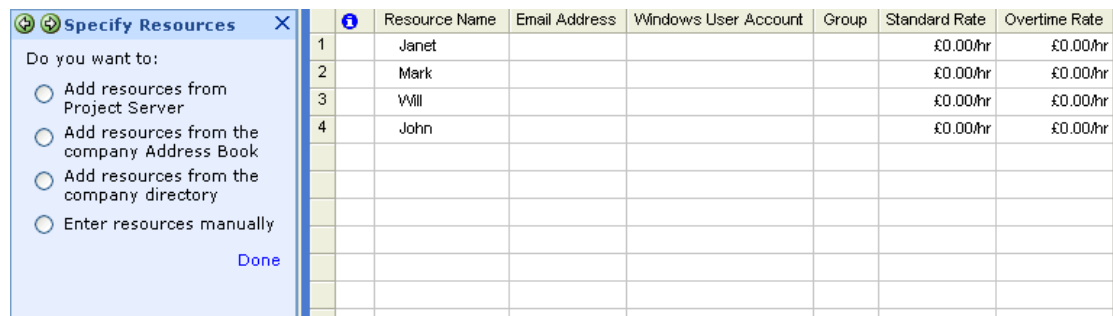 Specify Resources X
Do you want to:
Add resources from
Project Server
Add resources from the
company Address Book
Add resources from the
company directory
Enter resources manually
Done
i Resource Name Email Address Windows User Account Group Standard Rate Overtime Rate
1 Janet £0.00/hr £0.00/hr
2 Mark £0.00/hr £0.00/hr
3 Will £0.00/hr £0.00/hr
4 John £0.00/hr £0.00/hr